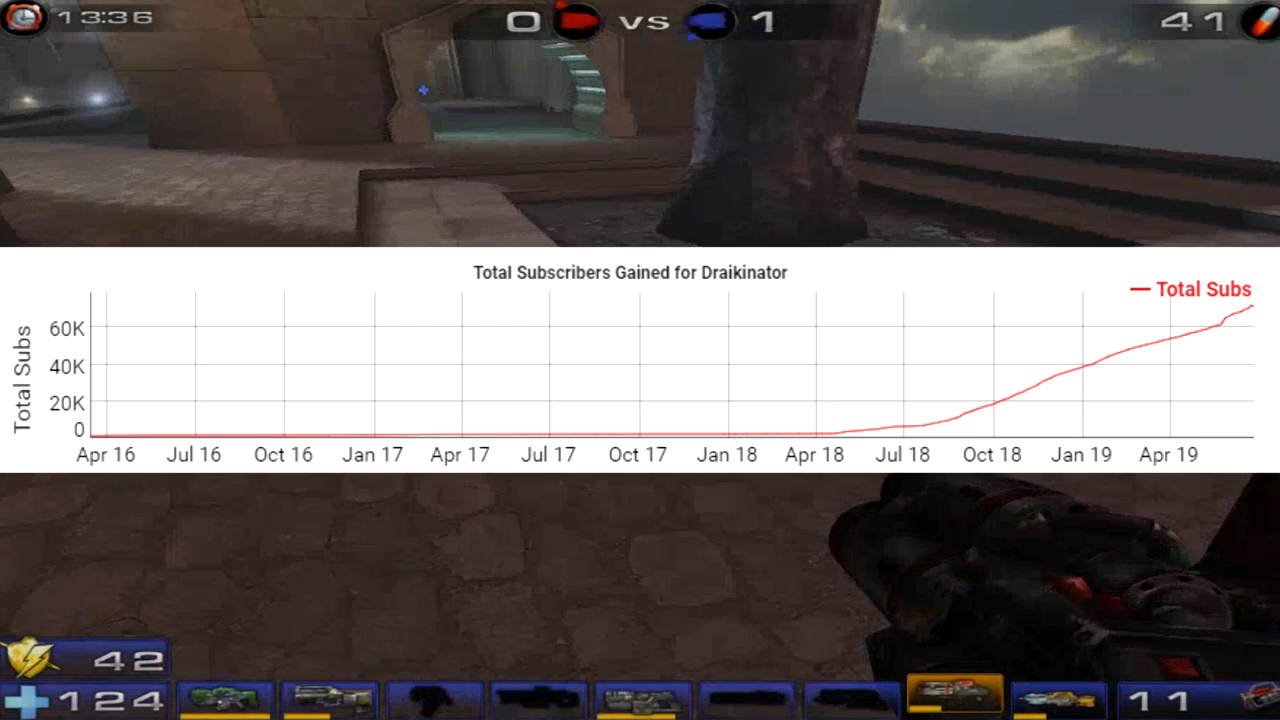 13:36 0 vs 1 41
Total Subscribers Gained for Draikinator
Total Subs
Total Subs
60K
40K
20K
0
Apr 16 Jul 16 Oct 16 Jan 17 Apr 17 Jul 17 Oct 17 Jan 18 Apr 18 Jul 18 Oct 18 Jan 19 Apr 19
42
124 11